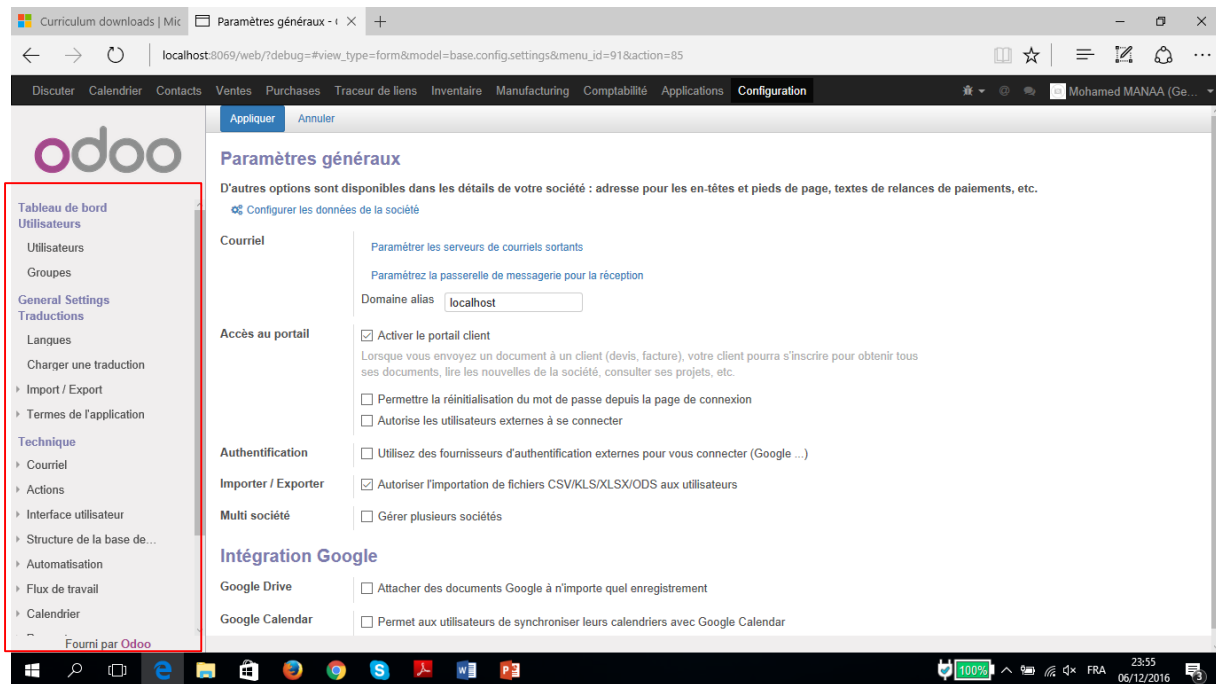 Curriculum downloads | Mic
Paramètres généraux - (
localhost:8069/web/?debug=#view_type=form&model=base.config.settings&menu_id=91&action=85
Discuter Calendrier Contacts Ventes Purchases Traceur de liens Inventaire Manufacturing Comptabilité Applications Configuration Mohamed MANAA (Ge...
odoo
Tableau de bord
Utilisateurs
Utilisateurs
Groupes
General Settings
Traductions
Langues
Charger une traduction
Import / Export
Termes de l'application
Technique
Courriel
Actions
Interface utilisateur
Structure de la base de...
Automatisation
Flux de travail
Calendrier
Fourni par Odoo
Appliquer Annuler
Paramètres généraux
D'autres options sont disponibles dans les détails de votre société : adresse pour les en-têtes et pieds de page, textes de relances de paiements, etc.
Configurer les données de la société
Courriel
Paramétrer les serveurs de courriels sortants
Paramétrez la passerelle de messagerie pour la réception
Domaine alias localhost
Accès au portail
Activer le portail client
Lorsque vous envoyez un document à un client (devis, facture), votre client pourra s'inscrire pour obtenir tous
ses documents, lire les nouvelles de la société, consulter ses projets, etc.
Permettre la réinitialisation du mot de passe depuis la page de connexion
Autorise les utilisateurs externes à se connecter
Authentification Utilisez des fournisseurs d'authentification externes pour vous connecter (Google ...)
Importer / Exporter Autoriser l'importation de fichiers CSV/KLS/XLSX/ODS aux utilisateurs
Multi société Gérer plusieurs sociétés
Intégration Google
Google Drive Attacher des documents Google à n'importe quel enregistrement
Google Calendar Permet aux utilisateurs de synchroniser leurs calendriers avec Google Calendar
100% FRA 23:55
06/12/2016